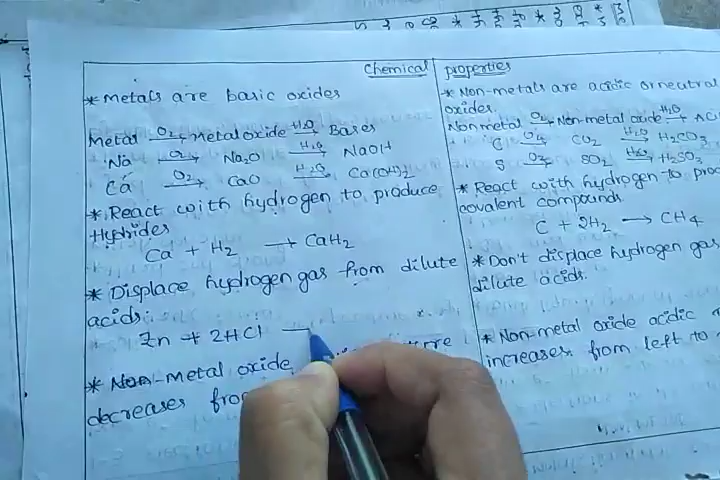 Chemical properties
* Metals are basic oxides
Metal O2→ Metal oxide H2O→ Bases
Na O2→ Na2O H2O→ NaOH
Ca O2→ CaO H2O→ Ca(OH)2
* React with hydrogen to produce
Hydrides
Ca + H2 → CaH2
* Displace hydrogen gas from dilute
acids:
Zn + 2HCl —
* Non-Metal oxide
decreases
* Non-metals are acidic or neutral
oxides.
Nonmetal O2→ Non-metal oxide H2O→
C O2→ CO2 H2O→ H2CO3
S O2→ SO2 H2O→ H2SO3
* React with hydrogen to
covalent compounds
C + 2H2 → CH4
* Don't displace hydrogen gas
dilute acids.
* Non-metal oxide acidic
increases from left to